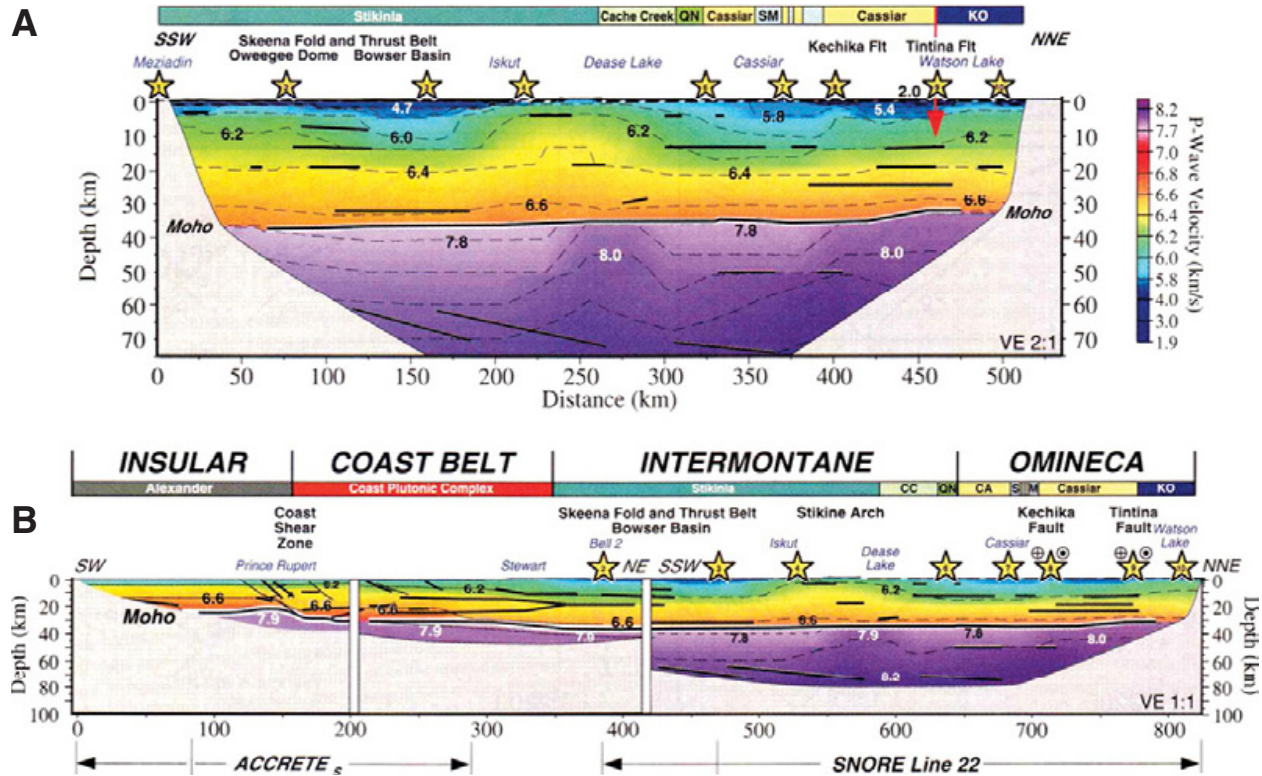 A
Stikinia Cache Creek QN Cassiar SM Cassiar KO
SSW NNE
Skeena Fold and Thrust Belt
Oweegee Dome Bowser Basin
Kechika Flt Tintina Flt
Meziadin Iskut Dease Lake Cassiar Watson Lake
2.0
0 4.7 5.8 5.4 0
10 6.2 6.0 6.2 6.2 10
20 6.4 6.4 20
30 6.6 6.6 30
Moho Moho
40 7.8 7.8 40
50 8.0 8.0 50
60 60
70 VE 2:1 70
Depth (km)
0 50 100 150 200 250 300 350 400 450 500
Distance (km)
8.2
7.7
7.0
6.8
6.6
6.4
6.2
6.0
5.8
4.0
3.0
1.9
P-Wave Velocity (km/s)
INSULAR COAST BELT INTERMONTANE OMINECA
Alexander Coast Plutonic Complex Stikinia CC QN CA S M Cassiar KO
B
Coast
Shear
Zone
Skeena Fold and Thrust Belt
Bowser Basin
Stikine Arch
Kechika
Fault
Tintina
Fault
Watson
Lake
SW Prince Rupert Stewart Bell 2 NE SSW Iskut Dease
Lake
Cassiar NNE
0 6.2 6.2 6.2 0
20 6.6 6.6 6.6 6.6 6.6 20
Moho
40 7.9 7.9 7.9 7.8 7.9 7.8 8.0 40
60 60
80 8.2 80
100 VE 1:1 100
Depth (km)
Depth (km)
0 100 200 300 400 500 600 700 800
ACCRETE s SNORE Line 22